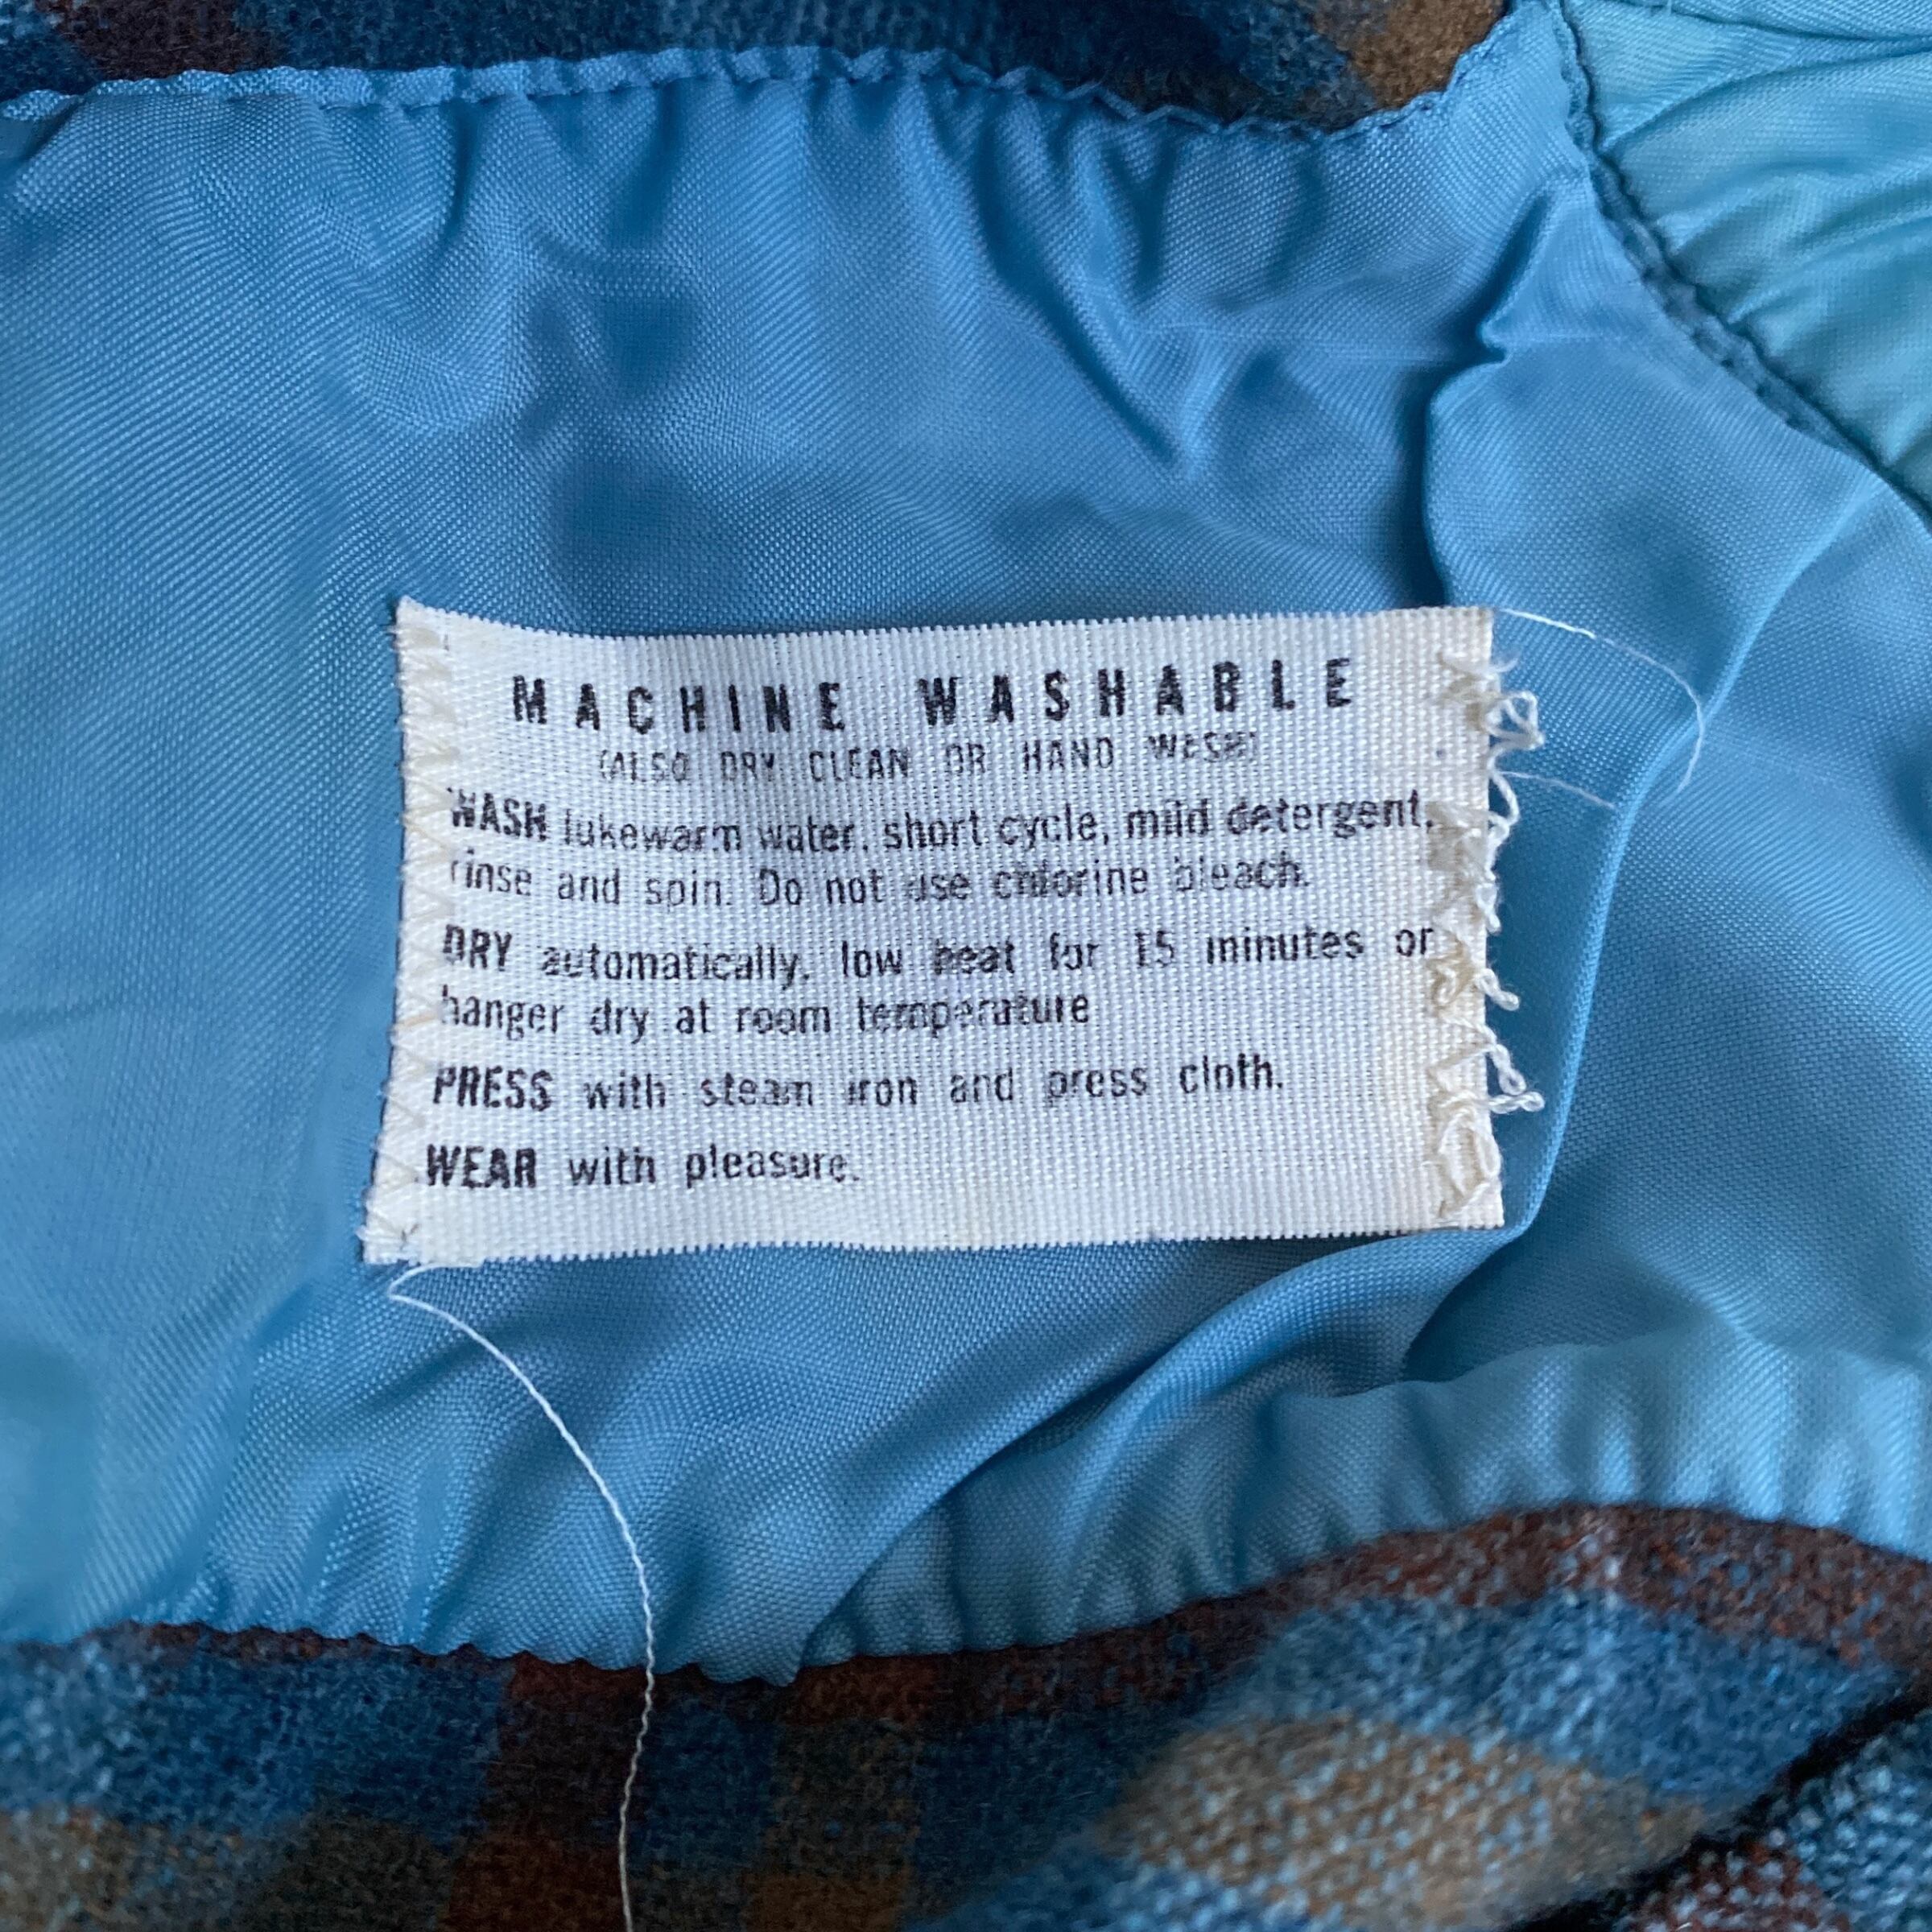 MACHINE WASHABLE
(ALSO DRY CLEAN OR HAND WASH)
WASH lukewarm water, short cycle, mild detergent,
rinse and spin. Do not use chlorine bleach.
DRY automatically, low heat for 15 minutes or
hanger dry at room temperature
PRESS with steam iron and press cloth.
WEAR with pleasure.